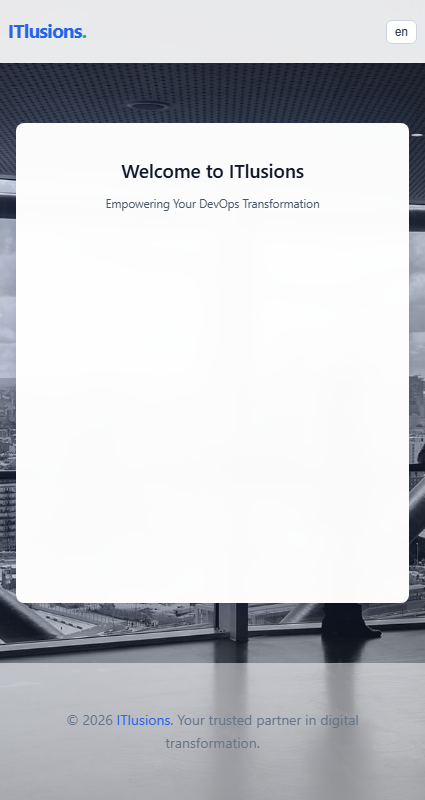 ITlusions.
en
Welcome to ITlusions
Empowering Your DevOps Transformation
© 2026 ITlusions. Your trusted partner in digital
transformation.